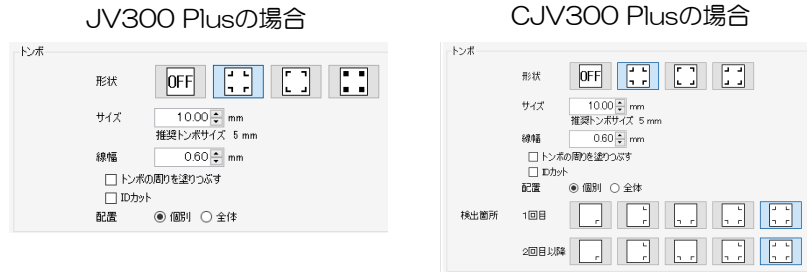 JV300 Plusの場合
トンボ
形状 OFF
サイズ 10.00 mm
推奨トンボサイズ 5 mm
線幅 0.60 mm
トンボの周りを塗りつぶす
IDカット
配置 個別 全体
CJV300 Plusの場合
トンボ
形状 OFF
サイズ 10.00 mm
推奨トンボサイズ 5 mm
線幅 0.60 mm
トンボの周りを塗りつぶす
IDカット
配置 個別 全体
検出箇所 1回目
2回目以降